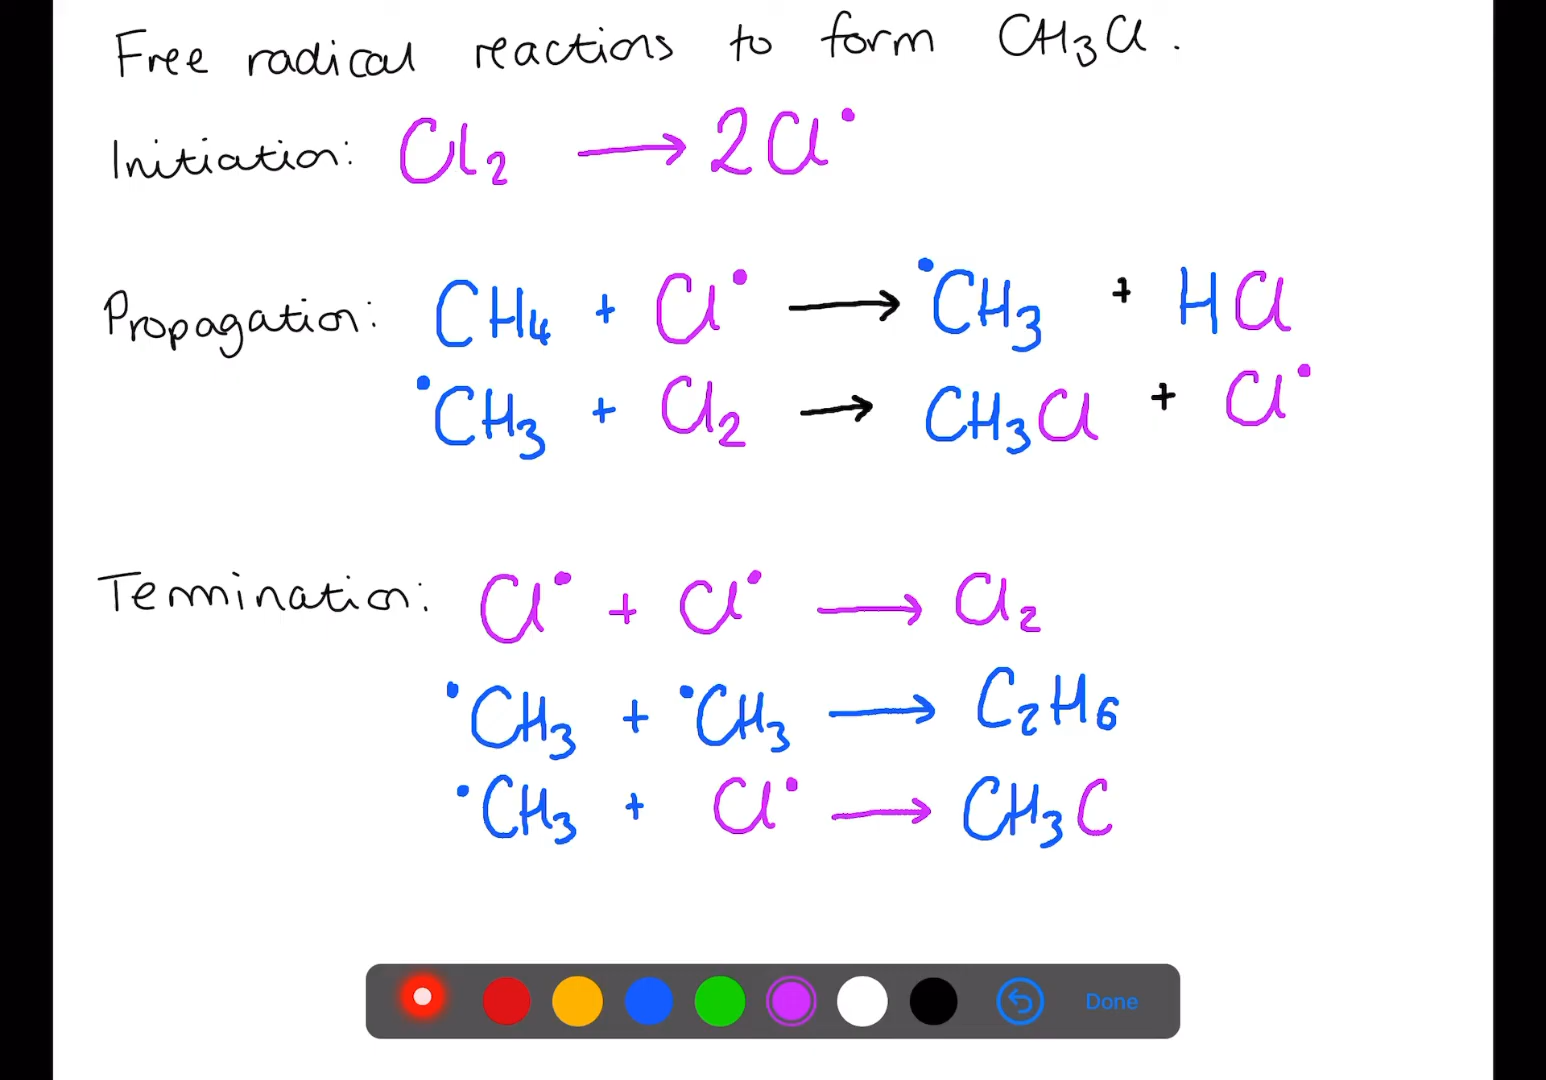 Free radical reactions to form CH₃Cl.
Initiation: Cl₂ → 2Cl•
Propagation: CH₄ + Cl• → •CH₃ + HCl
•CH₃ + Cl₂ → CH₃Cl + Cl•
Termination: Cl• + Cl• → Cl₂
•CH₃ + •CH₃ → C₂H₆
•CH₃ + Cl• → CH₃C
Done